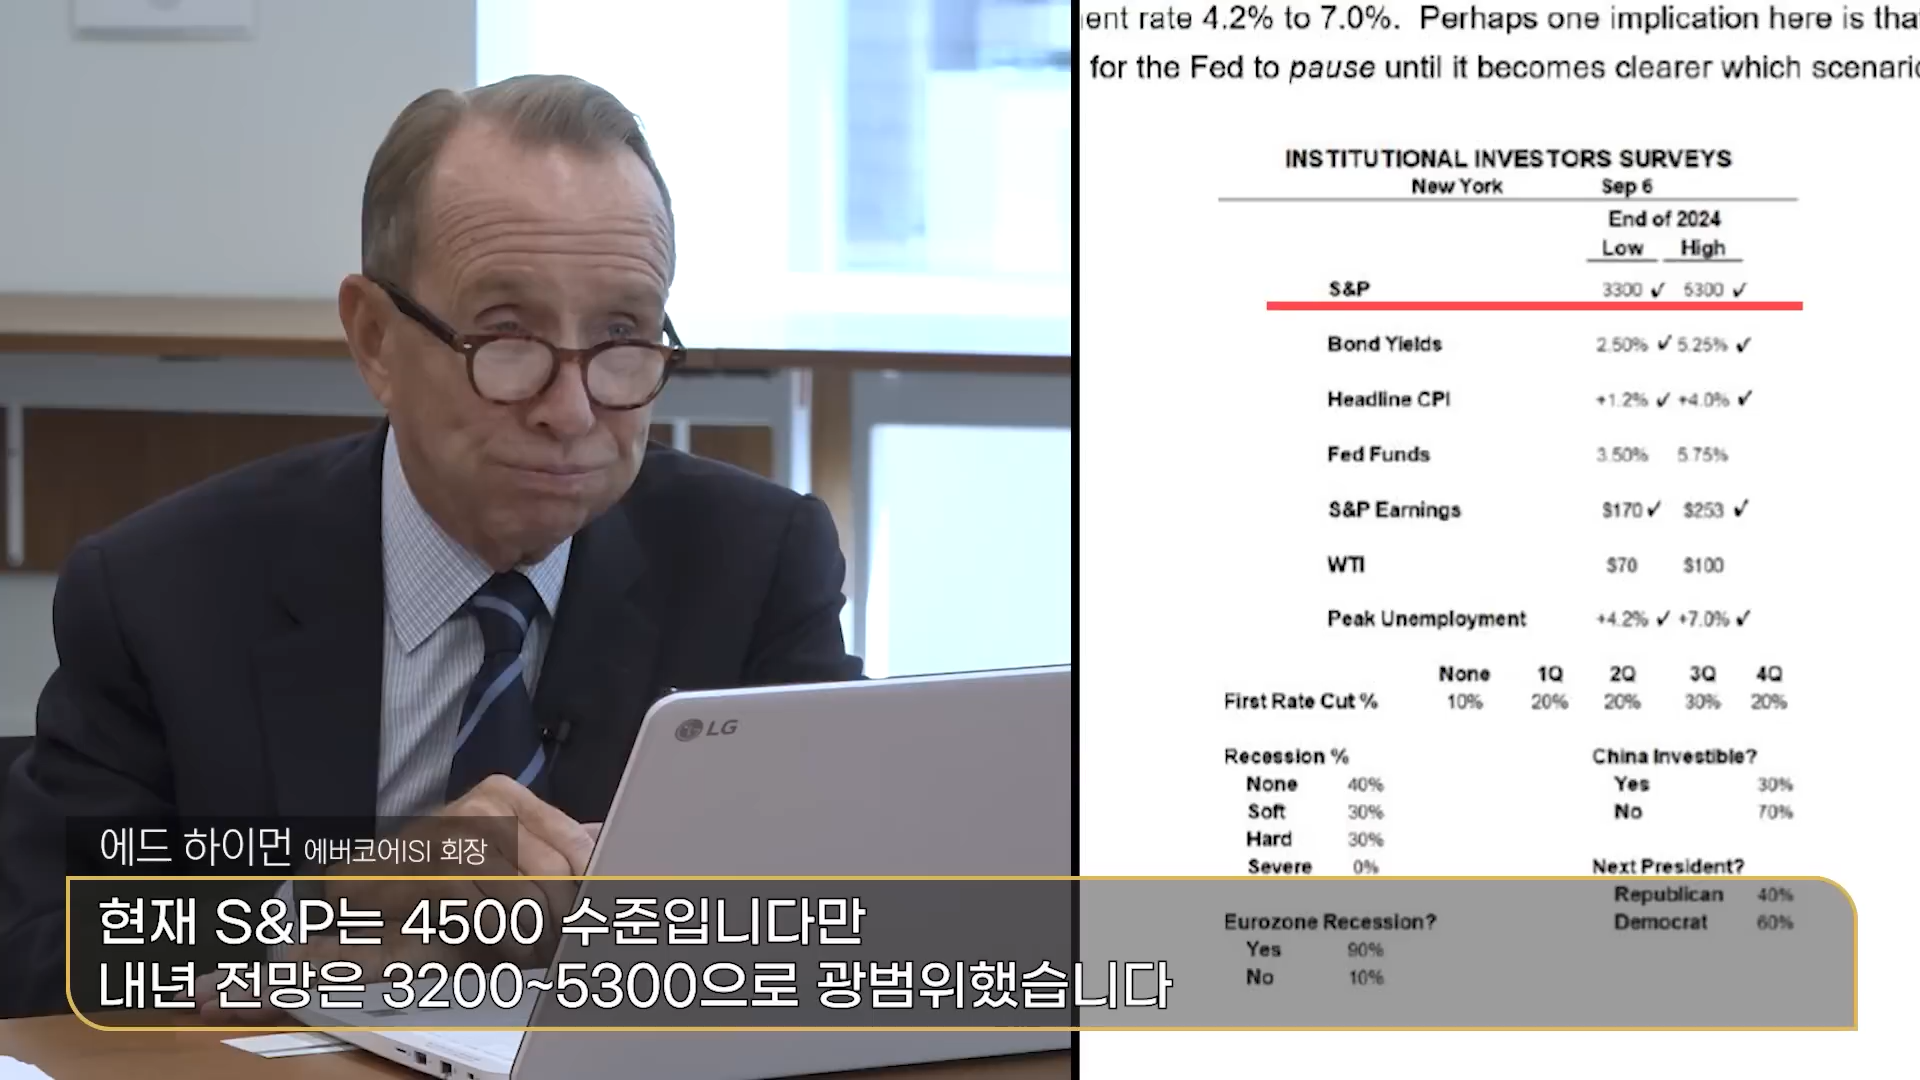 ent rate 4.2% to 7.0%. Perhaps one implication here is that
for the Fed to pause until it becomes clearer which scenario
INSTITUTIONAL INVESTORS SURVEYS
New York Sep 6
End of 2024
Low High
S&P 3300 ✓ 5300 ✓
Bond Yields 2.50% ✓ 5.25% ✓
Headline CPI +1.2% ✓ +4.0% ✓
Fed Funds 3.50% 5.75%
S&P Earnings $170 ✓ $253 ✓
WTI $70 $100
Peak Unemployment +4.2% ✓ +7.0% ✓
None 1Q 2Q 3Q 4Q
First Rate Cut % 10% 20% 20% 30% 20%
Recession %
None 40%
Soft 30%
Hard 30%
Severe 0%
Eurozone Recession?
Yes 90%
No 10%
China Investible?
Yes 30%
No 70%
Next President?
Republican 40%
Democrat 60%
LG
에드 하이먼 에버코어ISI 회장
현재 S&P는 4500 수준입니다만
내년 전망은 3200~5300으로 광범위했습니다